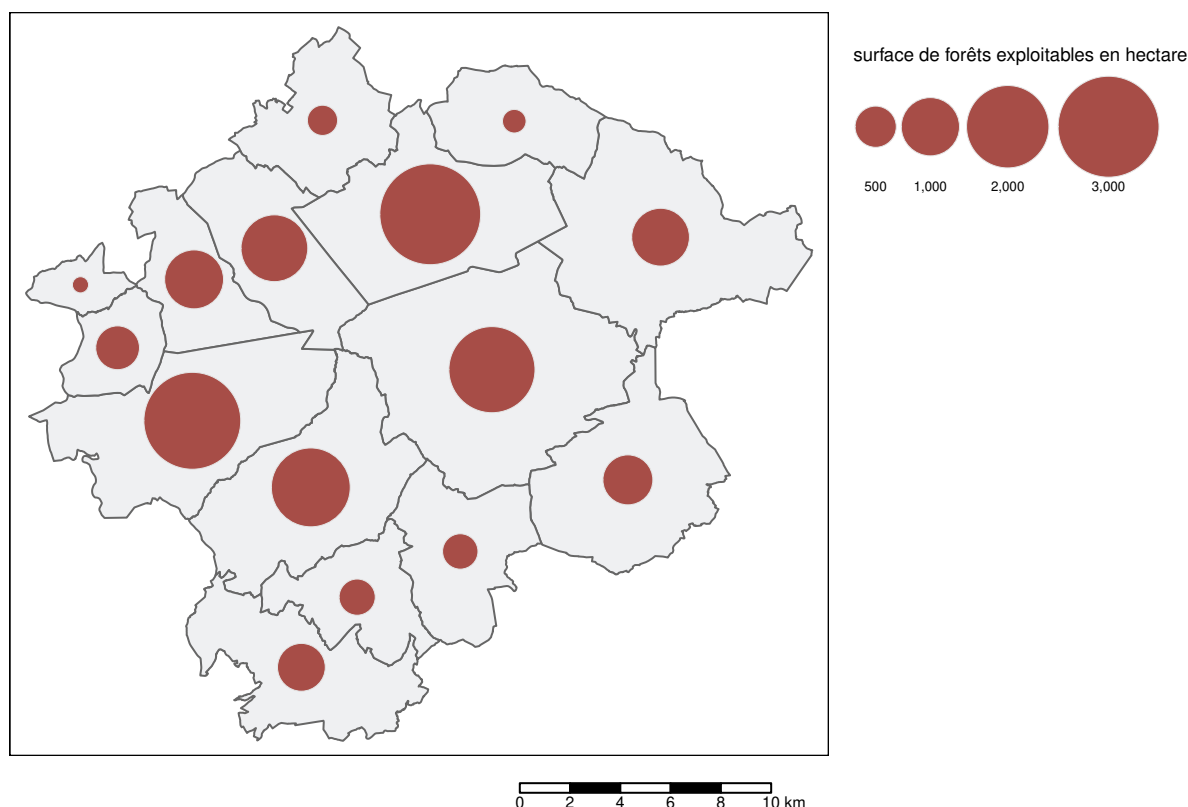 surface de forêts exploitables en hectare
500 1,000 2,000 3,000
0 2 4 6 8 10 km